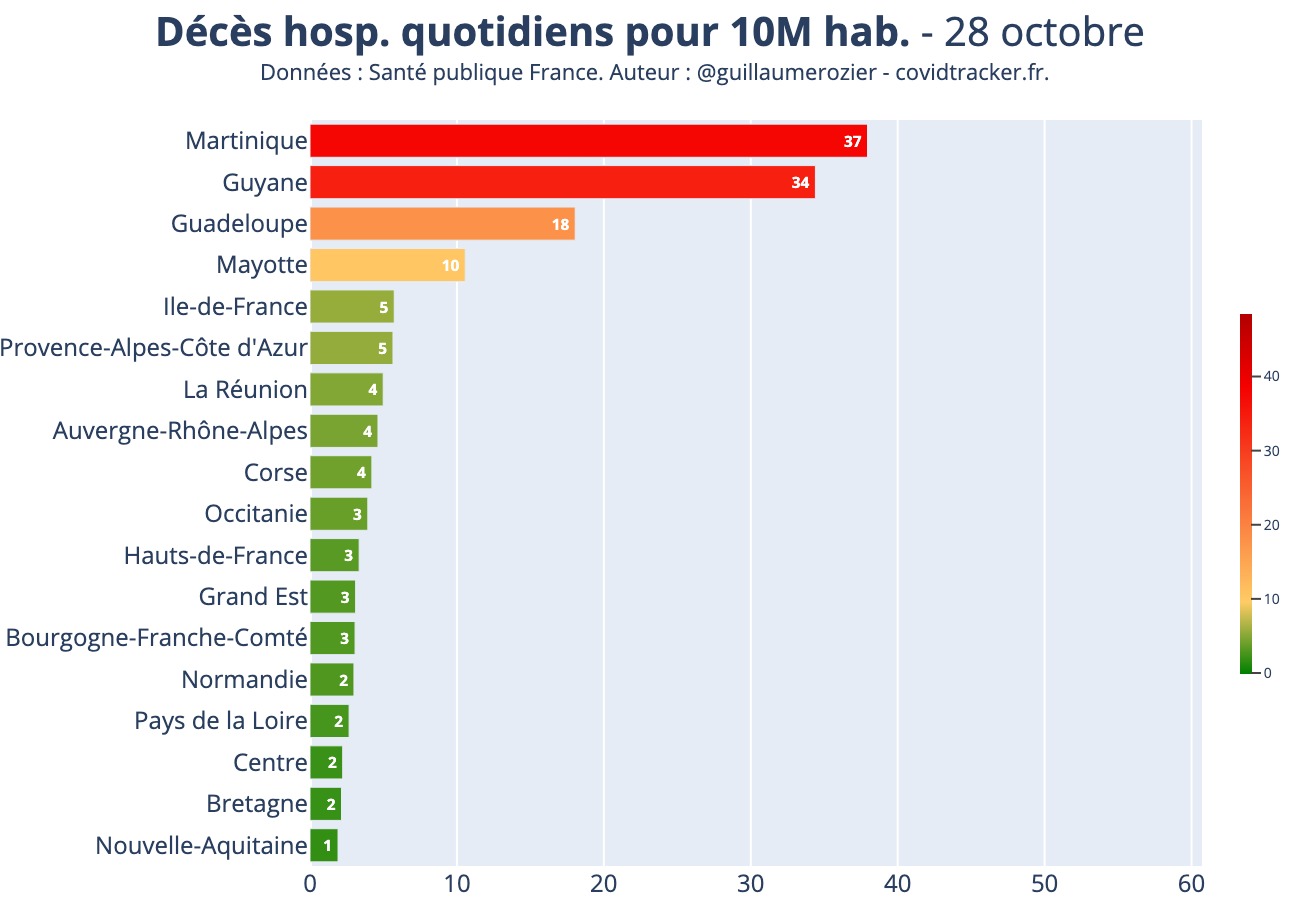 Décès hosp. quotidiens pour 10M hab. - 28 octobre
Données : Santé publique France. Auteur : @guillaumerozier - covidtracker.fr.
Martinique 37
Guyane 34
Guadeloupe 18
Mayotte 10
Ile-de-France 5
Provence-Alpes-Côte d'Azur 5
La Réunion 4
Auvergne-Rhône-Alpes 4
Corse 4
Occitanie 3
Hauts-de-France 3
Grand Est 3
Bourgogne-Franche-Comté 3
Normandie 2
Pays de la Loire 2
Centre 2
Bretagne 2
Nouvelle-Aquitaine 1
0 10 20 30 40 50 60
40
30
20
10
0